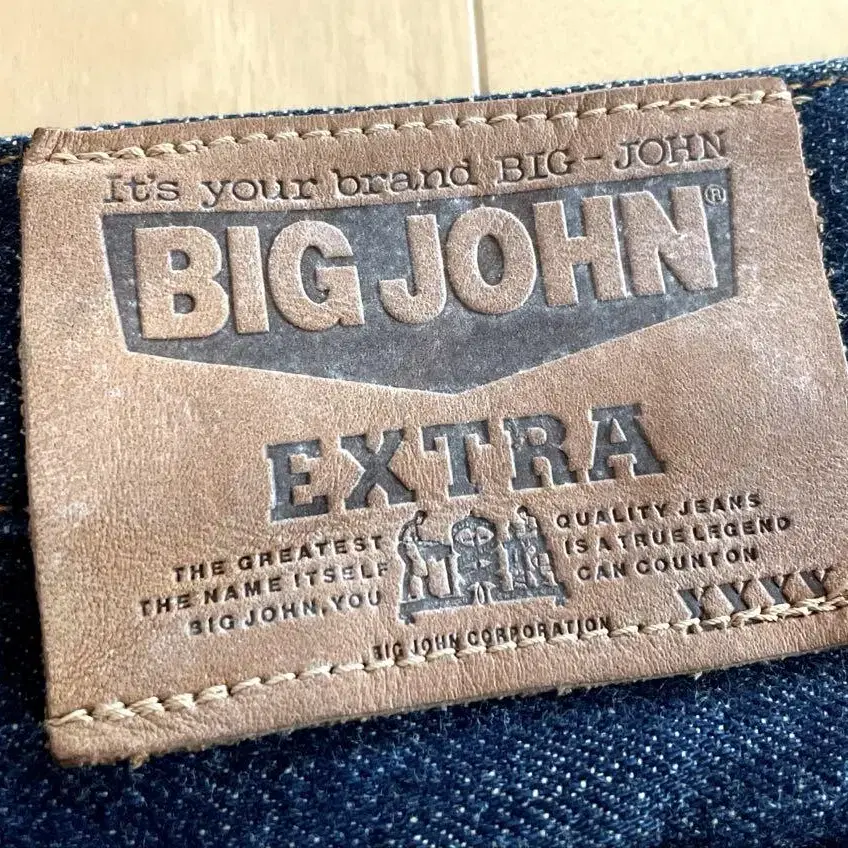 It's your brand BIG-JOHN
BIG JOHN®
EXTRA
THE GREATEST QUALITY JEANS
THE NAME ITSELF IS A TRUE LEGEND
BIG JOHN, YOU CAN COUNT ON
XXXX
BIG JOHN CORPORATION